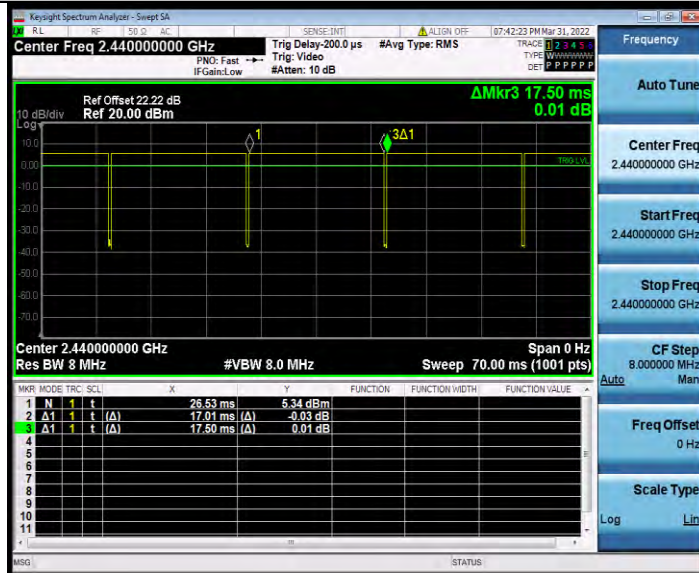 Keysight Spectrum Analyzer - Swept SA
RL RF 50 Ω AC SENSE:INT ALIGN OFF 07:42:23 PM Mar 31, 2022
Center Freq 2.440000000 GHz
PNO: Fast
IFGain:Low
Trig Delay-200.0 µs
Trig: Video
#Atten: 10 dB
#Avg Type: RMS
TRACE 1 2 3 4 5 6
TYPE WWWWWW
DET P P P P P P
ΔMkr3 17.50 ms
0.01 dB
Ref Offset 22.22 dB
10 dB/div Ref 20.00 dBm
Log
10.0
0.00
-10.0
-20.0
-30.0
-40.0
-50.0
-60.0
-70.0
1
3Δ1
TRIG LVL
Center 2.440000000 GHz Span 0 Hz
Res BW 8 MHz #VBW 8.0 MHz Sweep 70.00 ms (1001 pts)
MKR MODE TRC SCL X Y FUNCTION FUNCTION WIDTH FUNCTION VALUE
1 N 1 t 26.53 ms 5.34 dBm
2 Δ1 1 t (Δ) 17.01 ms (Δ) -0.03 dB
3 Δ1 1 t (Δ) 17.50 ms (Δ) 0.01 dB
4
5
6
7
8
9
10
11
MSG STATUS
Frequency
Auto Tune
Center Freq
2.440000000 GHz
Start Freq
2.440000000 GHz
Stop Freq
2.440000000 GHz
CF Step
8.000000 MHz
Auto Man
Freq Offset
0 Hz
Scale Type
Log Lin